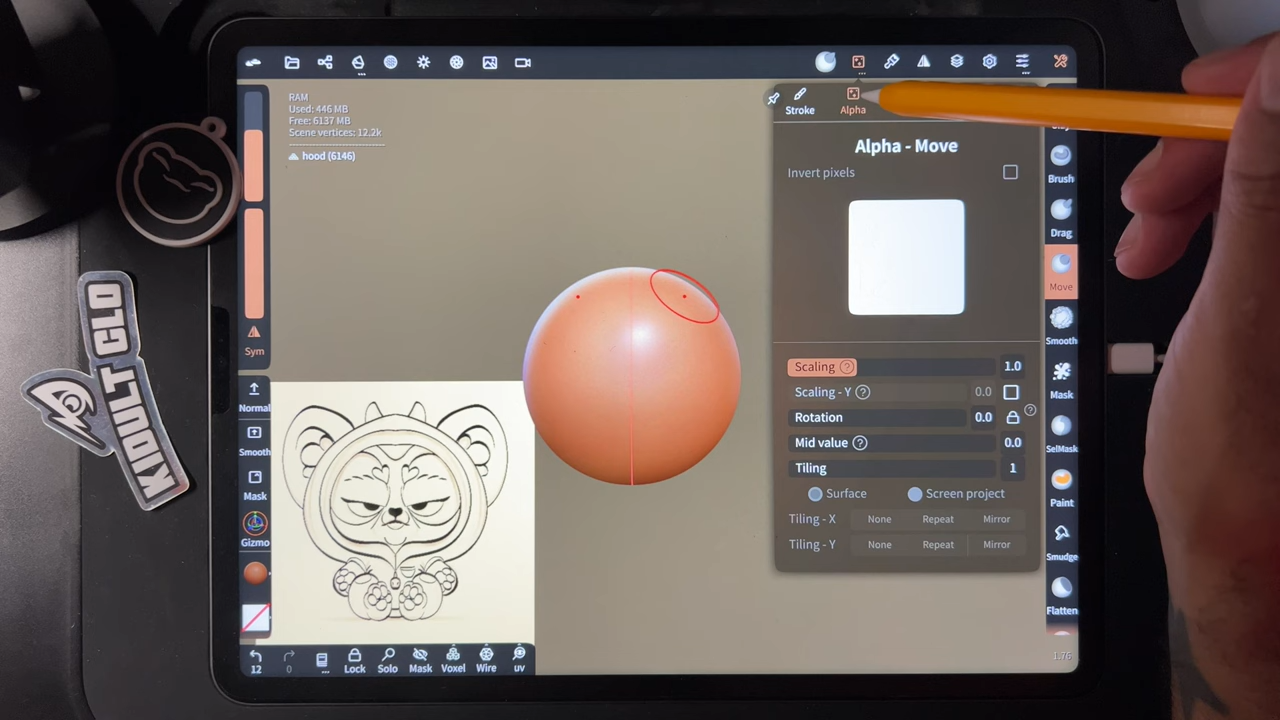 RAM
Used: 446 MB
Free: 6137 MB
Scene vertices: 12.2k
hood (6146)
Sym
Normal
Smooth
Mask
Gizmo
12
0
Lock
Solo
Mask
Voxel
Wire
uv
Stroke
Alpha
Alpha - Move
Invert pixels
Scaling ?
1.0
Scaling - Y ?
0.0
Rotation
0.0
?
Mid value ?
0.0
Tiling
1
Surface
Screen project
Tiling - X
None
Repeat
Mirror
Tiling - Y
None
Repeat
Mirror
Brush
Drag
Move
Smooth
Mask
SelMask
Paint
Smudge
Flatten
1.76
KIDULT CLO